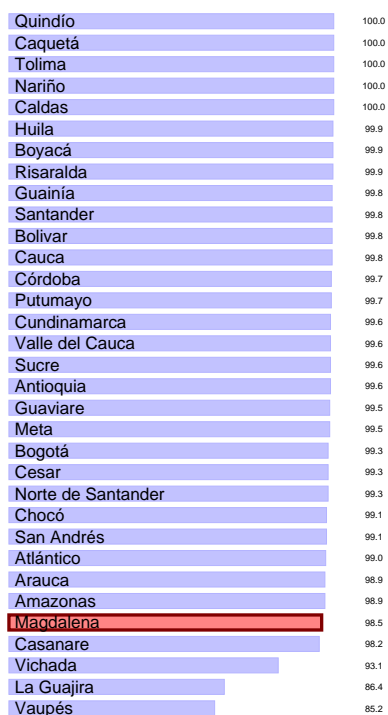 Quindío 100.0
Caquetá 100.0
Tolima 100.0
Nariño 100.0
Caldas 100.0
Huila 99.9
Boyacá 99.9
Risaralda 99.9
Guainía 99.8
Santander 99.8
Bolivar 99.8
Cauca 99.8
Córdoba 99.7
Putumayo 99.7
Cundinamarca 99.6
Valle del Cauca 99.6
Sucre 99.6
Antioquia 99.6
Guaviare 99.5
Meta 99.5
Bogotá 99.3
Cesar 99.3
Norte de Santander 99.3
Chocó 99.1
San Andrés 99.1
Atlántico 99.0
Arauca 98.9
Amazonas 98.9
Magdalena 98.5
Casanare 98.2
Vichada 93.1
La Guajira 86.4
Vaupés 85.2